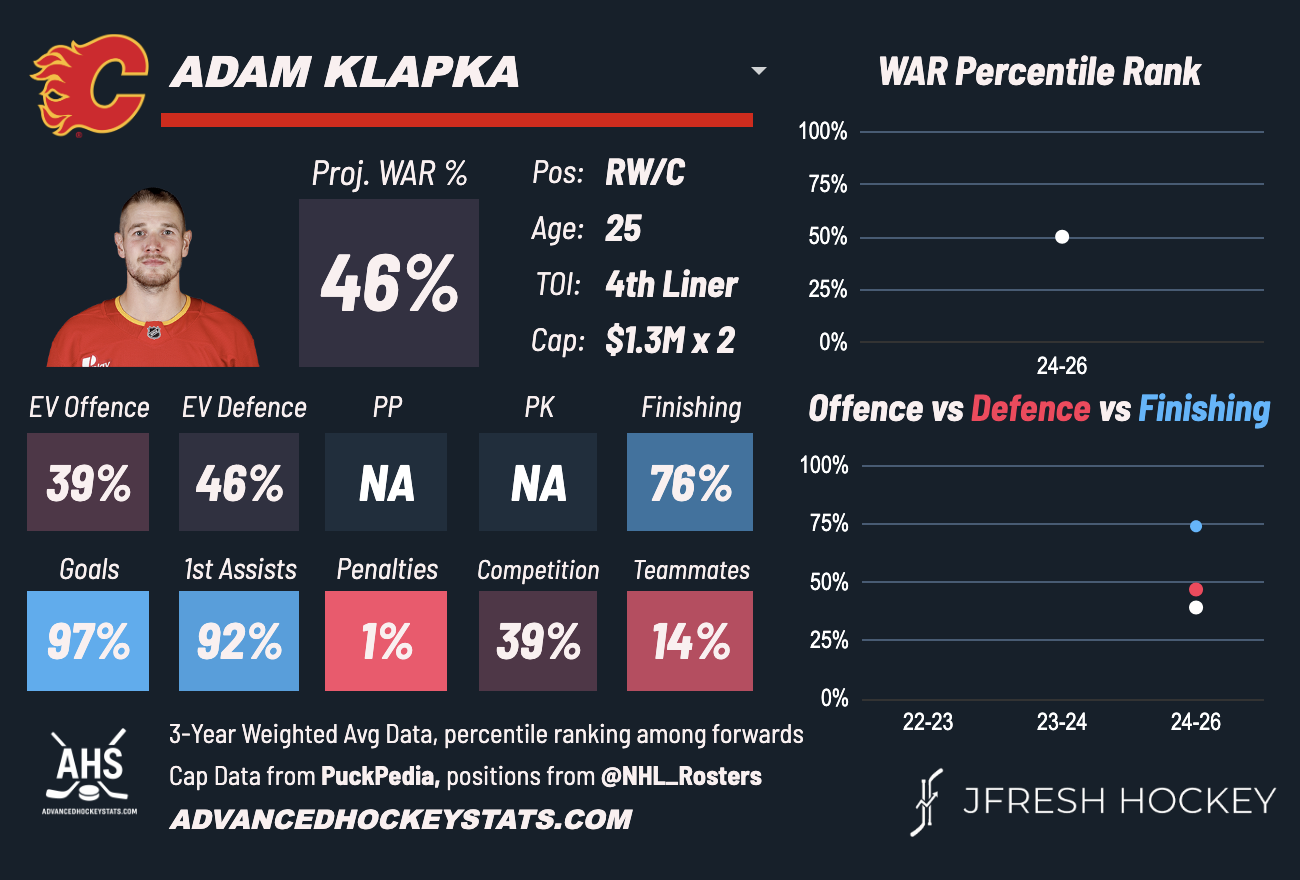 ADAM KLAPKA
WAR Percentile Rank
Proj. WAR %
46%
Pos: RW/C
Age: 25
TOI: 4th Liner
Cap: $1.3M x 2
100%
75%
50%
25%
0%
24-26
EV Offence EV Defence PP PK Finishing
39% 46% NA NA 76%
Goals 1st Assists Penalties Competition Teammates
97% 92% 1% 39% 14%
Offence vs Defence vs Finishing
100%
75%
50%
25%
0%
22-23 23-24 24-26
AHS
ADVANCEDHOCKEYSTATS.COM
3-Year Weighted Avg Data, percentile ranking among forwards
Cap Data from PuckPedia, positions from @NHL_Rosters
ADVANCEDHOCKEYSTATS.COM
JFRESH HOCKEY